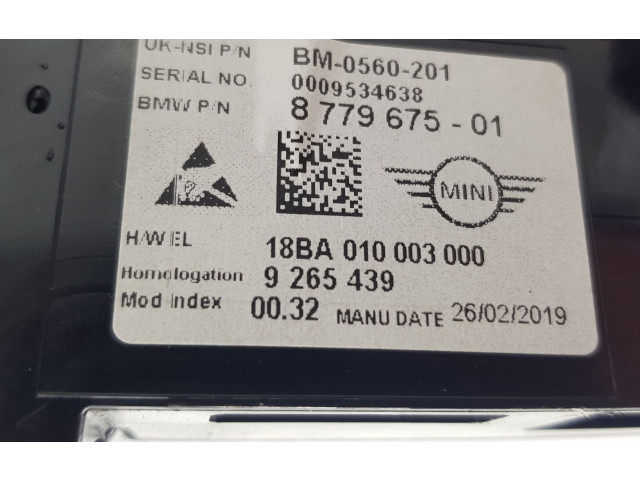 UK-NSI P/N BM-0560-201
SERIAL NO. 0009534638
BMW P/N 8 779 675 - 01
MINI
H/W EL 18BA 010 003 000
Homologation 9 265 439
Mod Index 00.32 MANU DATE 26/02/2019